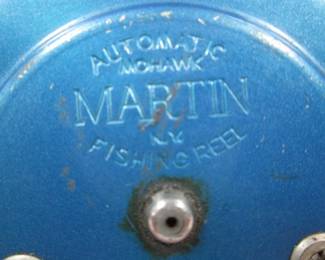 AUTOMATIC
MOHAWK
MARTIN
N.Y.
FISHING REEL